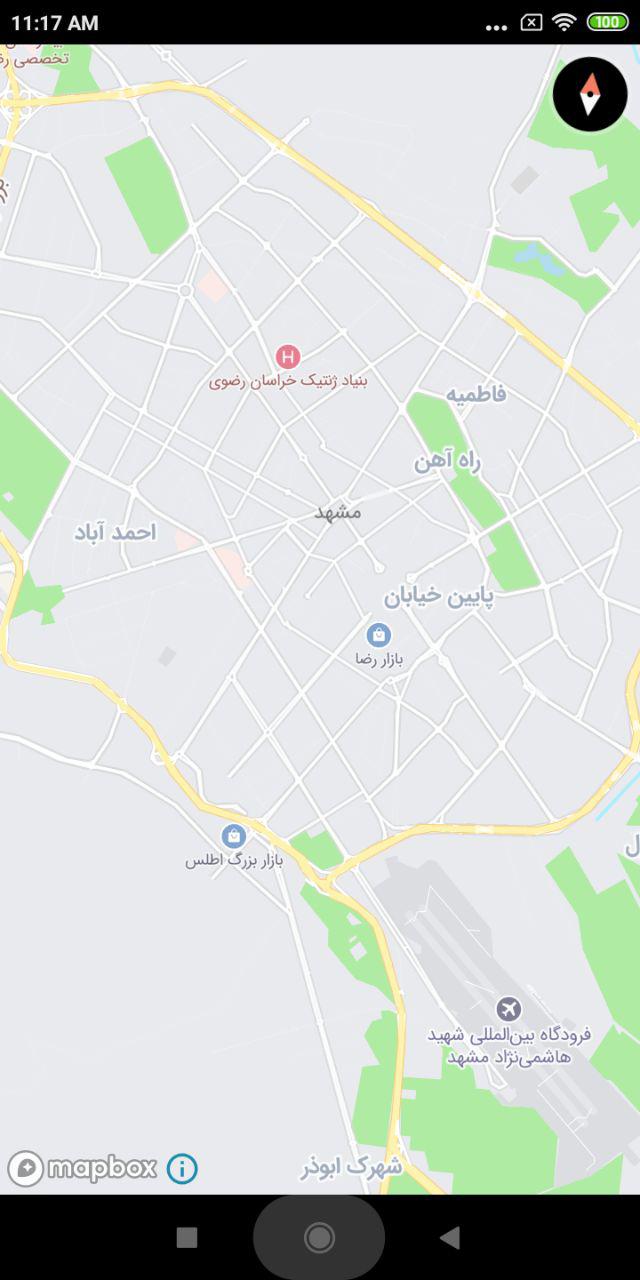 11:17 AM
100
تخصصی
بنیاد ژنتیک خراسان رضوی
فاطمیه
راه آهن
مشهد
احمد آباد
پایین خیابان
بازار رضا
بازار بزرگ اطلس
فرودگاه بین‌المللی شهید
هاشمی‌نژاد مشهد
شهرک ابوذر
mapbox